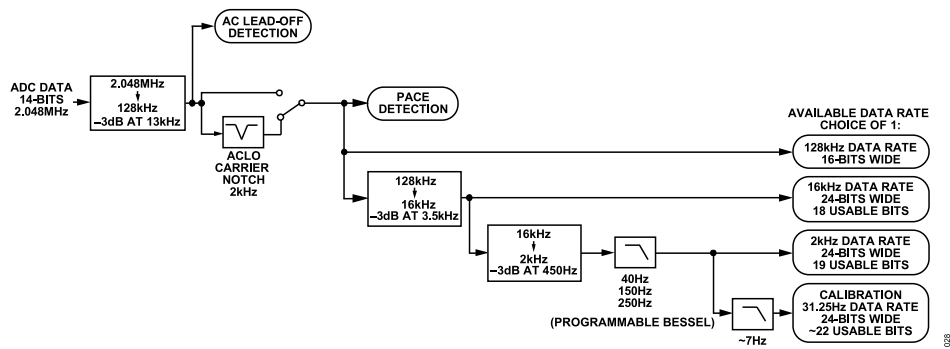 AC LEAD-OFF
DETECTION
ADC DATA
14-BITS
2.048MHz
2.048MHz
128kHz
–3dB AT 13kHz
ACLO
CARRIER
NOTCH
2kHz
PACE
DETECTION
AVAILABLE DATA RATE
CHOICE OF 1:
128kHz DATA RATE
16-BITS WIDE
128kHz
16kHz
–3dB AT 3.5kHz
16kHz DATA RATE
24-BITS WIDE
18 USABLE BITS
16kHz
2kHz
–3dB AT 450Hz
40Hz
150Hz
250Hz
(PROGRAMMABLE BESSEL)
2kHz DATA RATE
24-BITS WIDE
19 USABLE BITS
~7Hz
CALIBRATION
31.25Hz DATA RATE
24-BITS WIDE
~22 USABLE BITS
028